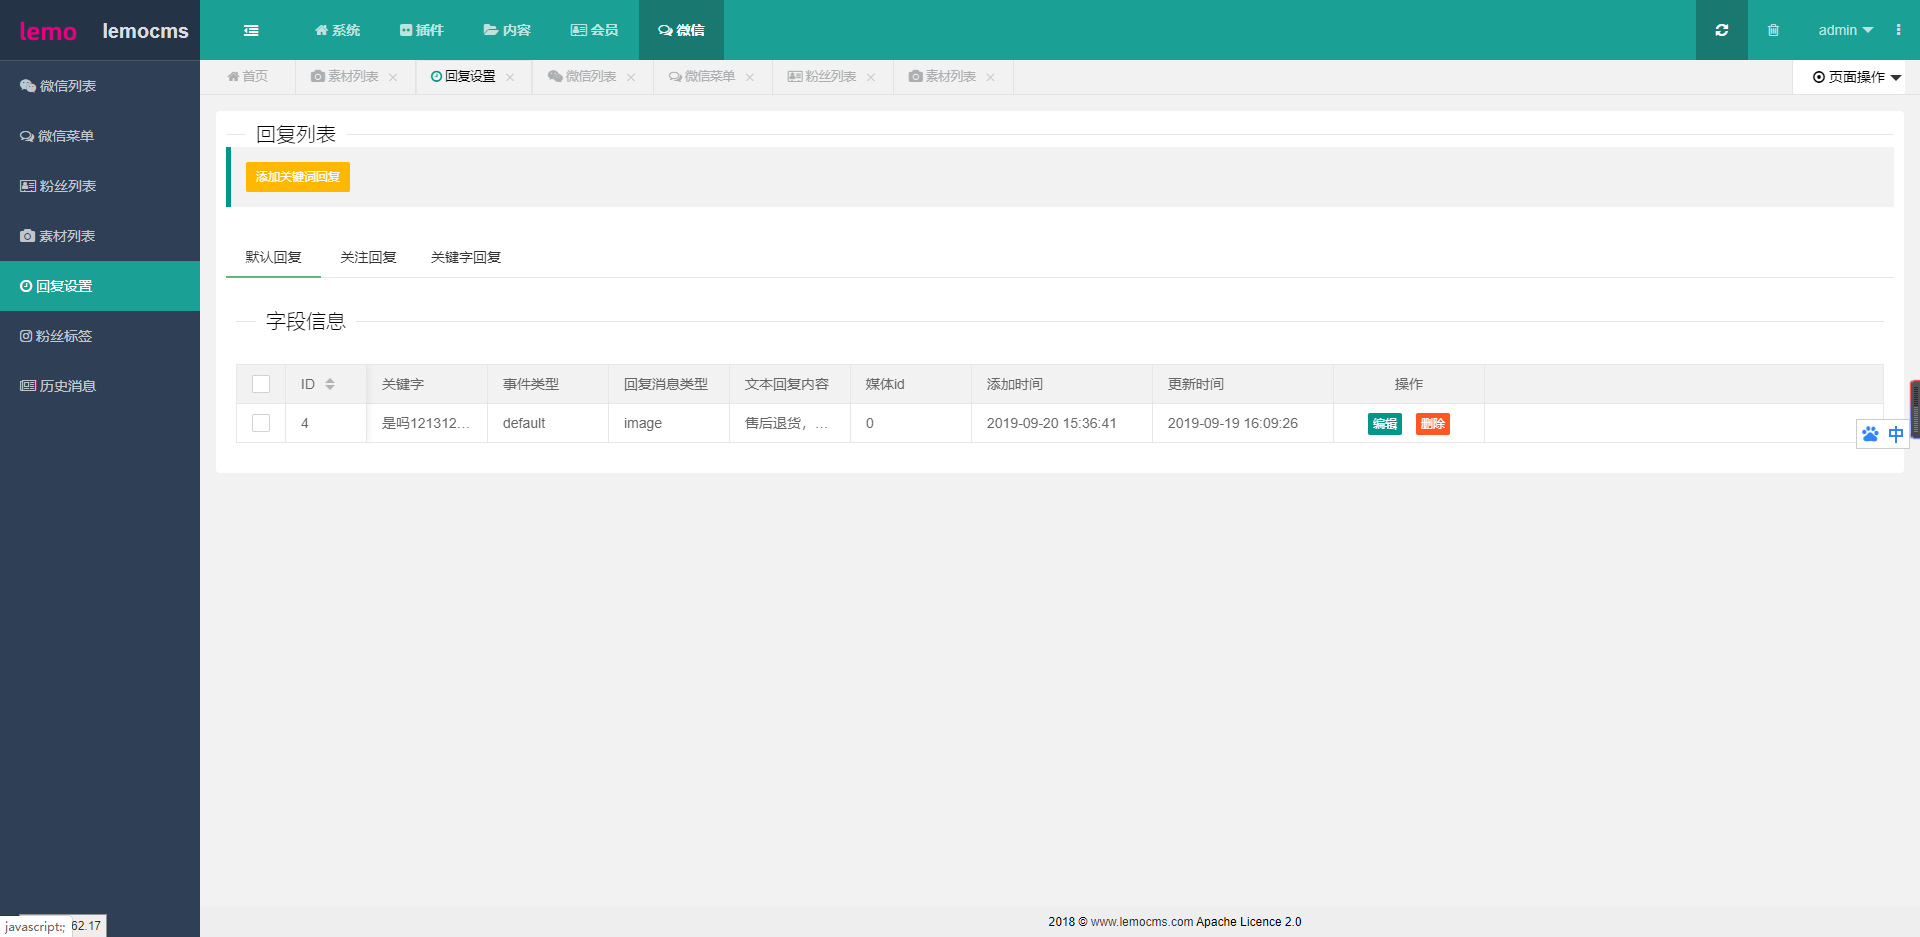 lemo lemocms
系统 插件 内容 会员 微信 admin
首页 素材列表 回复设置 微信列表 微信菜单 粉丝列表 素材列表 页面操作
微信列表
微信菜单
粉丝列表
素材列表
回复设置
粉丝标签
历史消息
回复列表
添加关键词回复
默认回复 关注回复 关键字回复
字段信息
ID 关键字 事件类型 回复消息类型 文本回复内容 媒体id 添加时间 更新时间 操作
4 是吗121312... default image 售后退货，... 0 2019-09-20 15:36:41 2019-09-19 16:09:26 编辑 删除
中
2018 © www.lemocms.com Apache Licence 2.0
javascript:; 62.17